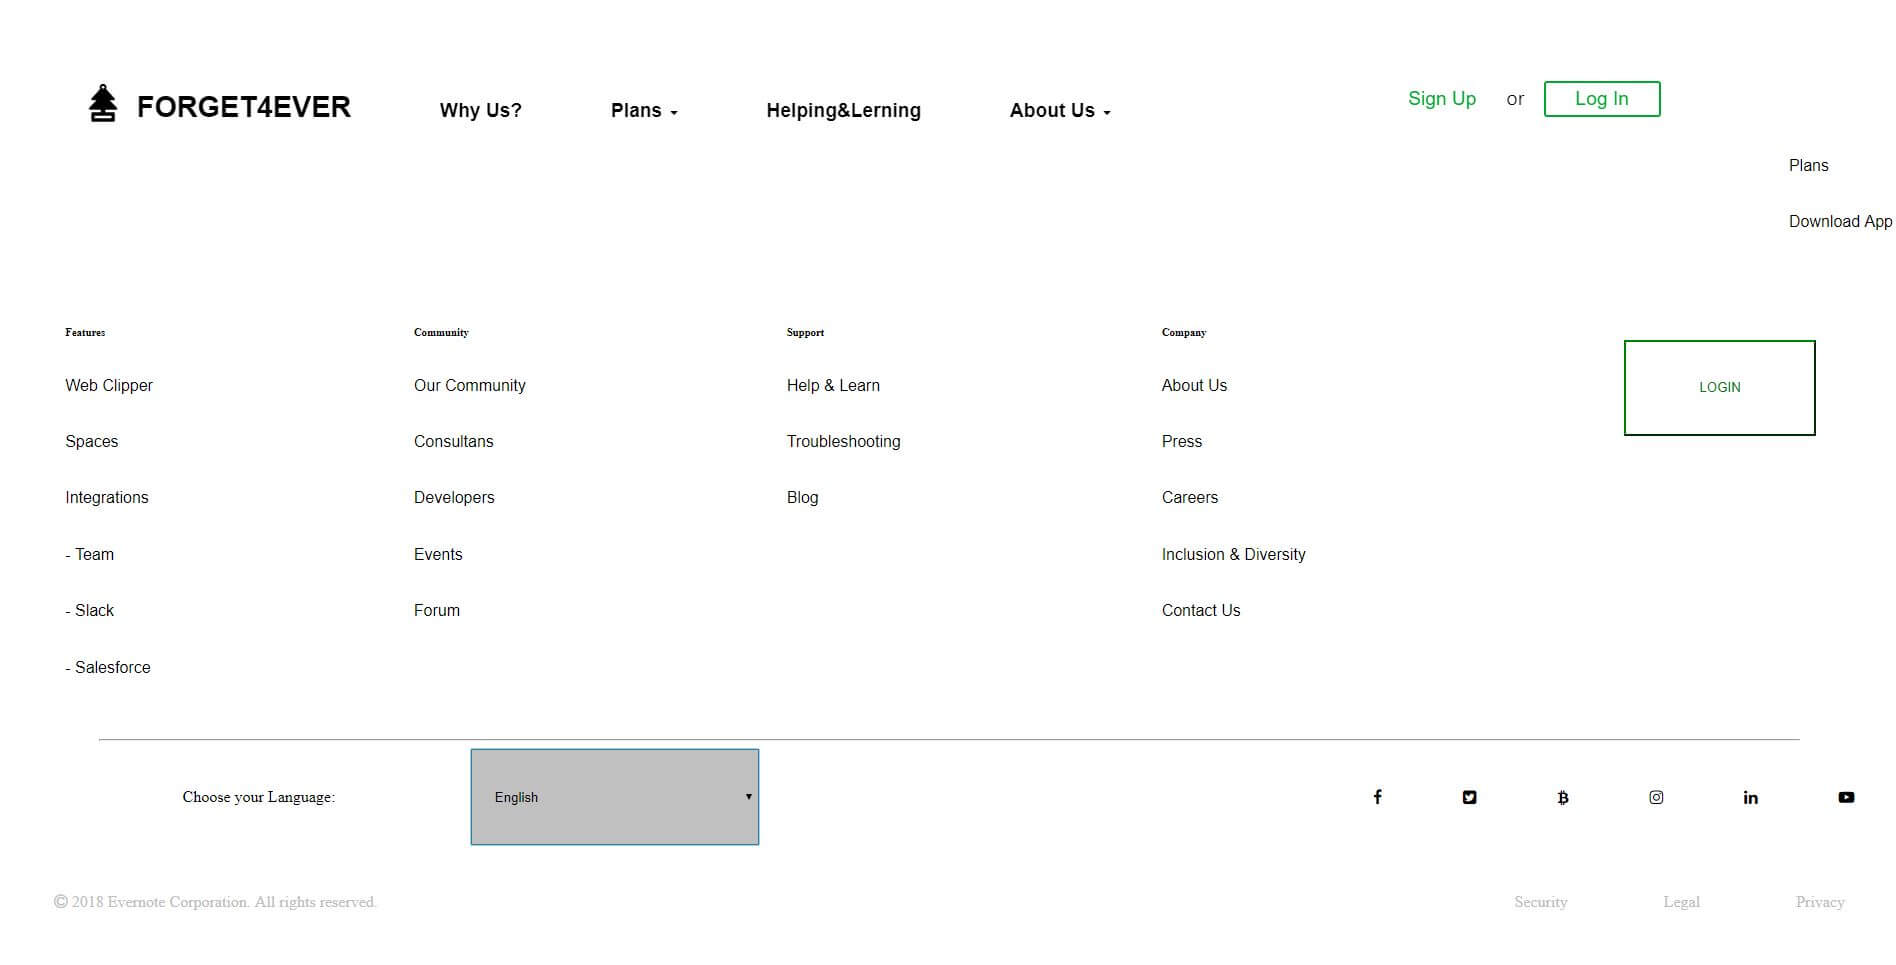 FORGET4EVER
Why Us?
Plans
Helping&Lerning
About Us
Sign Up or Log In
Plans
Download App
Features
Web Clipper
Spaces
Integrations
- Team
- Slack
- Salesforce
Community
Our Community
Consultans
Developers
Events
Forum
Support
Help & Learn
Troubleshooting
Blog
Company
About Us
Press
Careers
Inclusion & Diversity
Contact Us
LOGIN
Choose your Language:
English
© 2018 Evernote Corporation. All rights reserved.
Security
Legal
Privacy